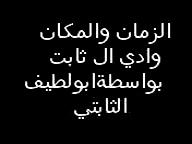 الزمان والمكان
وادي ال ثابت
بواسطةابولطيف
الثابتي